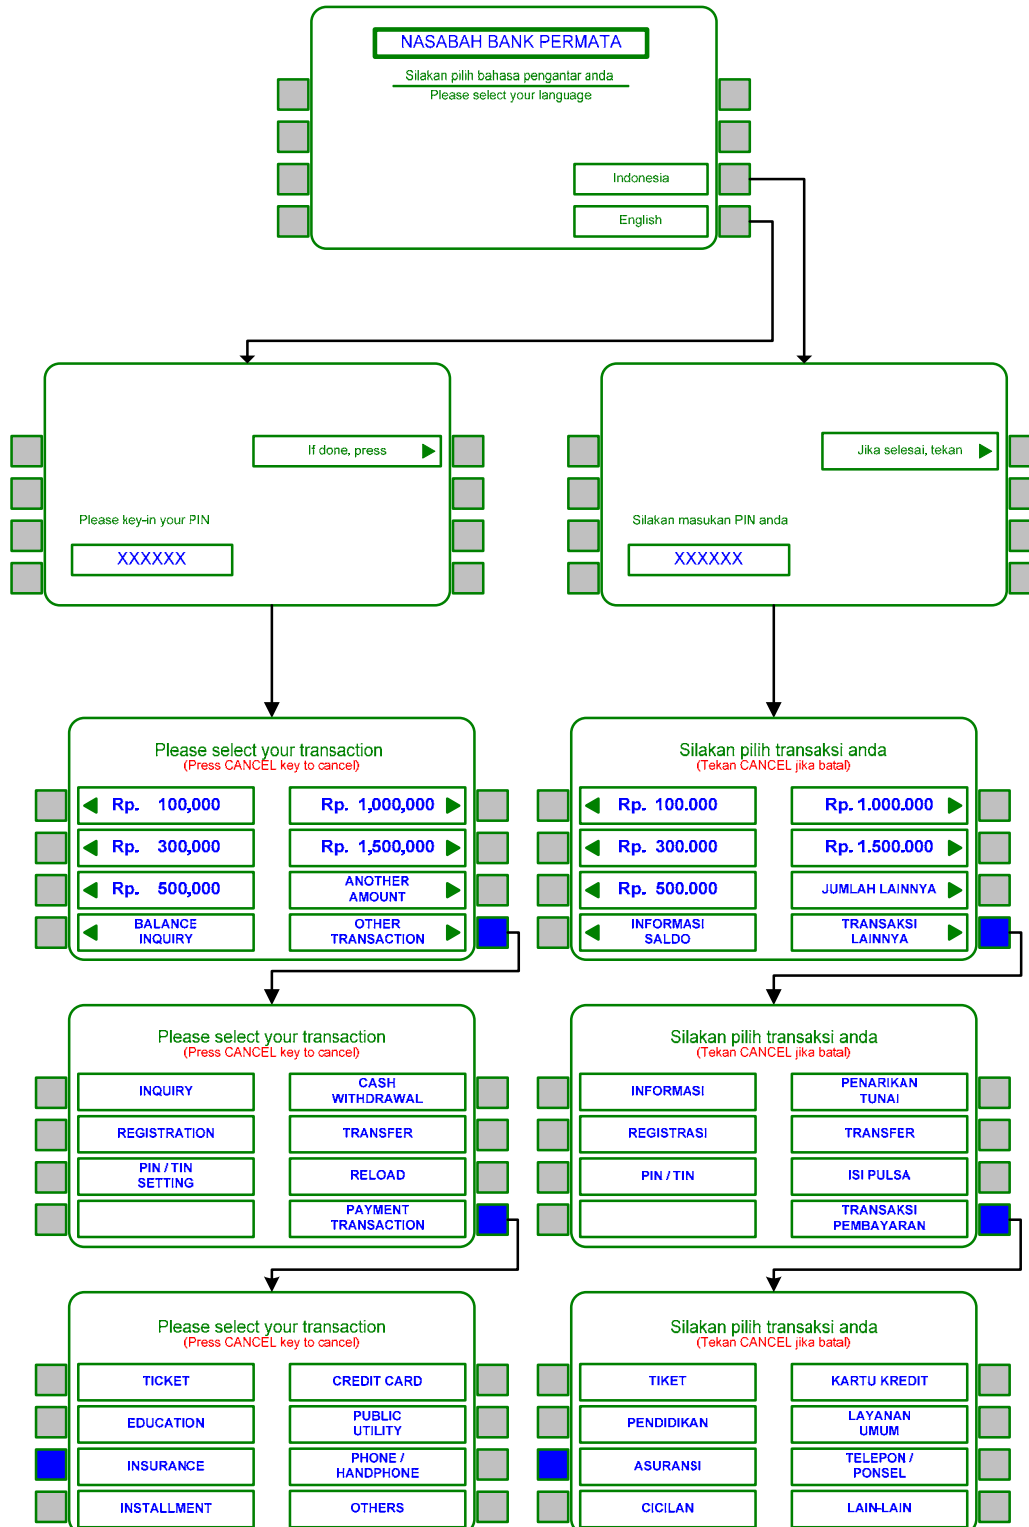 NASABAH BANK PERMATA
Silakan pilih bahasa pengantar anda
Please select your language
Indonesia
English
If done, press
Please key-in your PIN
XXXXXX
Jika selesai, tekan
Silakan masukan PIN anda
XXXXXX
Please select your transaction
(Press CANCEL key to cancel)
Rp. 100,000
Rp. 1,000,000
Rp. 300,000
Rp. 1,500,000
Rp. 500,000
ANOTHER
AMOUNT
BALANCE
INQUIRY
OTHER
TRANSACTION
Silakan pilih transaksi anda
(Tekan CANCEL jika batal)
Rp. 100.000
Rp. 1.000.000
Rp. 300.000
Rp. 1.500.000
Rp. 500.000
JUMLAH LAINNYA
INFORMASI
SALDO
TRANSAKSI
LAINNYA
Please select your transaction
(Press CANCEL key to cancel)
INQUIRY
CASH
WITHDRAWAL
REGISTRATION
TRANSFER
PIN / TIN
SETTING
RELOAD
PAYMENT
TRANSACTION
Silakan pilih transaksi anda
(Tekan CANCEL jika batal)
INFORMASI
PENARIKAN
TUNAI
REGISTRASI
TRANSFER
PIN / TIN
ISI PULSA
TRANSAKSI
PEMBAYARAN
Please select your transaction
(Press CANCEL key to cancel)
TICKET
CREDIT CARD
EDUCATION
PUBLIC
UTILITY
INSURANCE
PHONE /
HANDPHONE
INSTALLMENT
OTHERS
Silakan pilih transaksi anda
(Tekan CANCEL jika batal)
TIKET
KARTU KREDIT
PENDIDIKAN
LAYANAN
UMUM
ASURANSI
TELEPON /
PONSEL
CICILAN
LAIN-LAIN